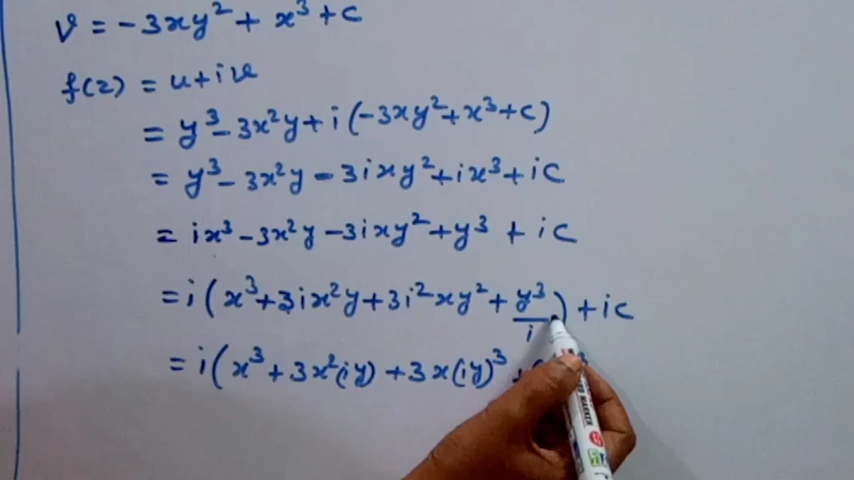 v = -3xy² + x³ + c
f(z) = u + iv
= y³ - 3x²y + i(-3xy² + x³ + c)
= y³ - 3x²y - 3ixy² + ix³ + ic
= ix³ - 3x²y - 3ixy² + y³ + ic
= i(x³ + 3ix²y + 3i²xy² + y³/i) + ic
= i(x³ + 3x²(iy) + 3x(iy)³ +